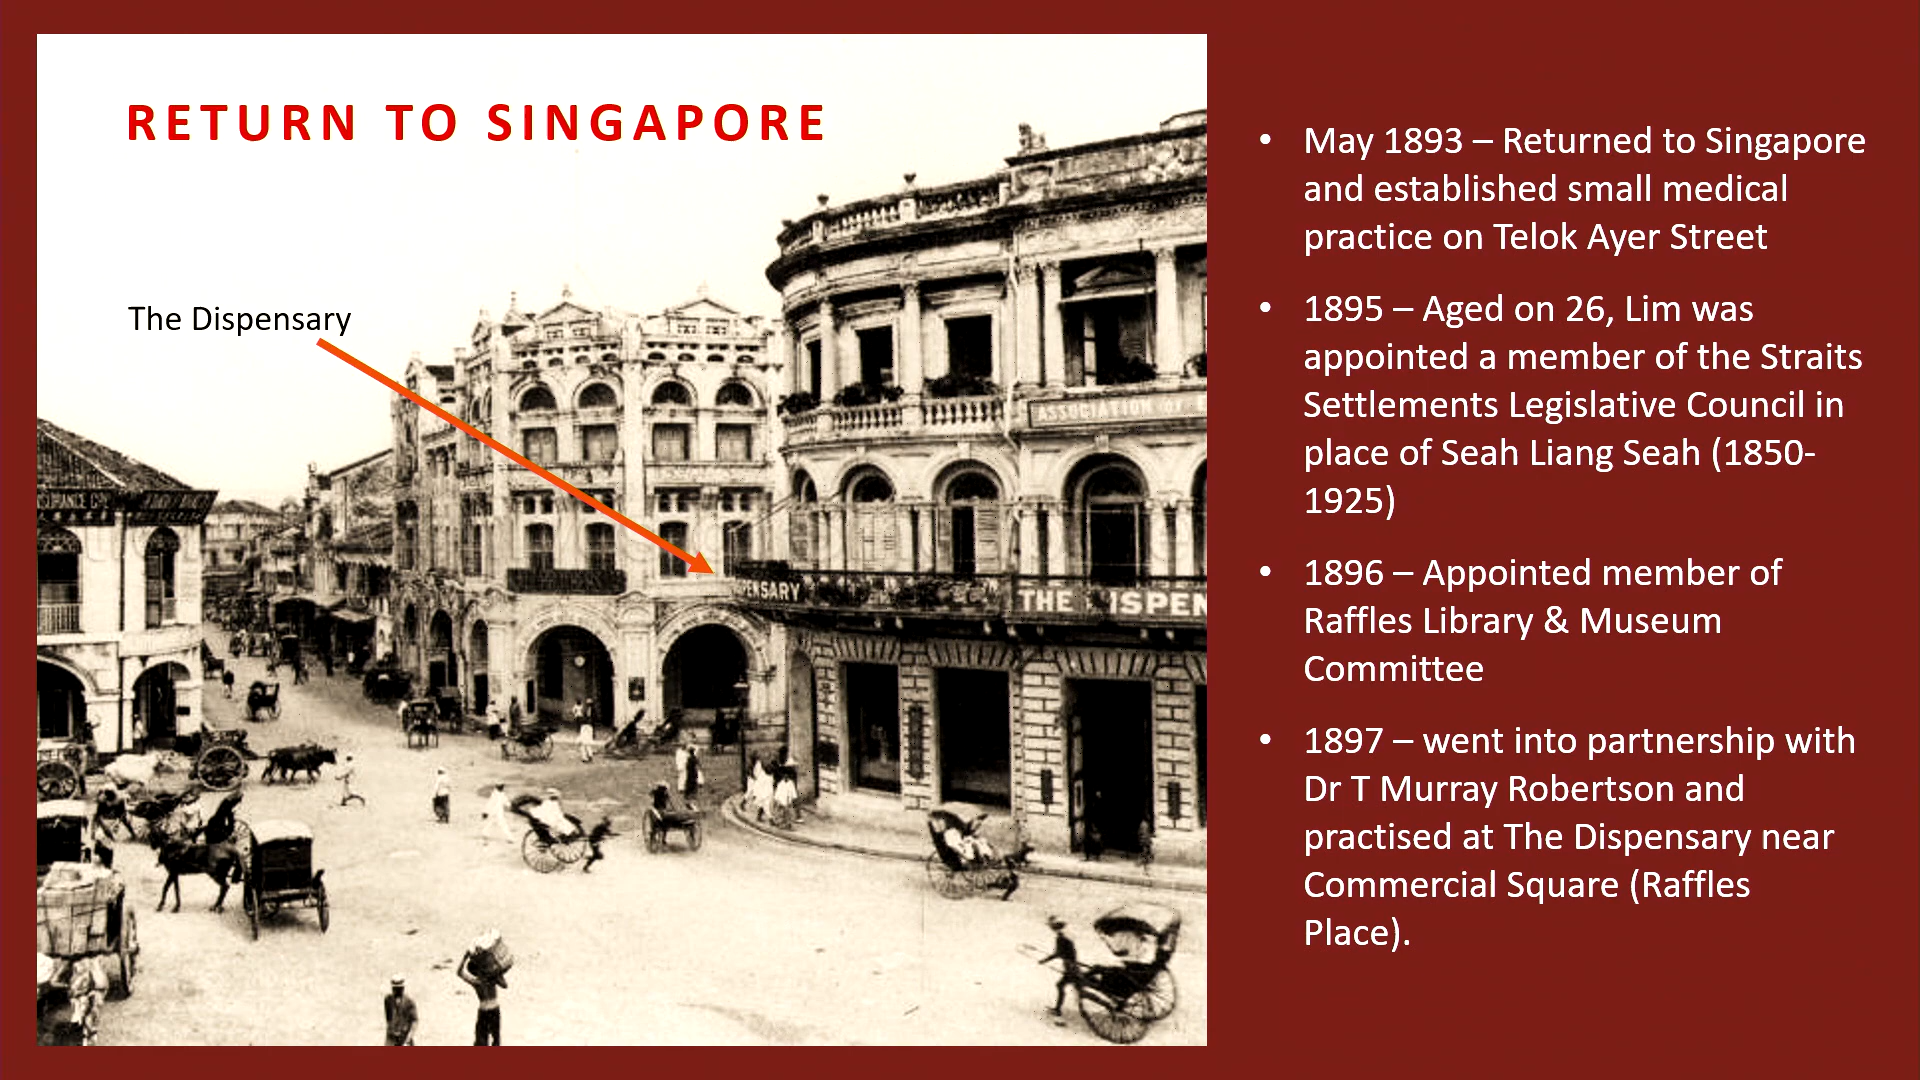 RETURN TO SINGAPORE
The Dispensary
ASSOCIATION
PENSARY
THE ISPEN
• May 1893 – Returned to Singapore
and established small medical
practice on Telok Ayer Street
• 1895 – Aged on 26, Lim was
appointed a member of the Straits
Settlements Legislative Council in
place of Seah Liang Seah (1850-
1925)
• 1896 – Appointed member of
Raffles Library & Museum
Committee
• 1897 – went into partnership with
Dr T Murray Robertson and
practised at The Dispensary near
Commercial Square (Raffles
Place).